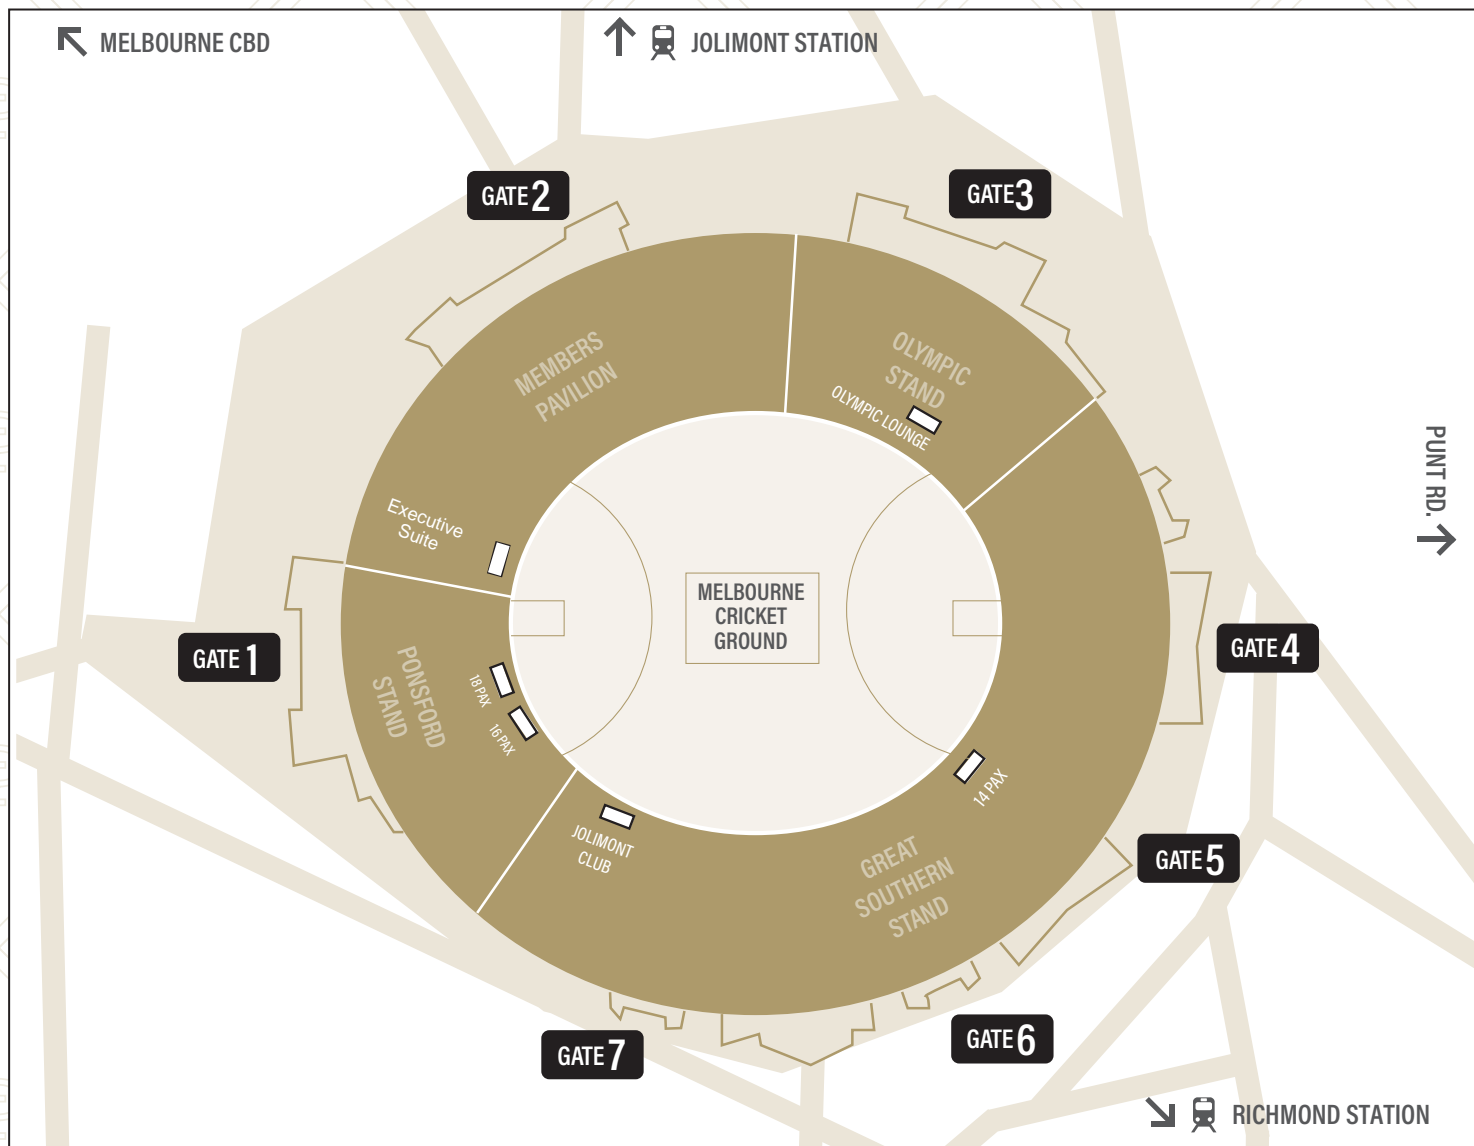 MELBOURNE CBD
JOLIMONT STATION
GATE 2
GATE 3
MEMBERS
PAVILION
OLYMPIC
STAND
OLYMPIC LOUNGE
PUNT RD.
Executive
Suite
MELBOURNE
CRICKET
GROUND
GATE 1
GATE 4
PONSFORD
STAND
18 PAX
16 PAX
14 PAX
JOLIMONT
CLUB
GREAT
SOUTHERN
STAND
GATE 5
GATE 6
GATE 7
RICHMOND STATION